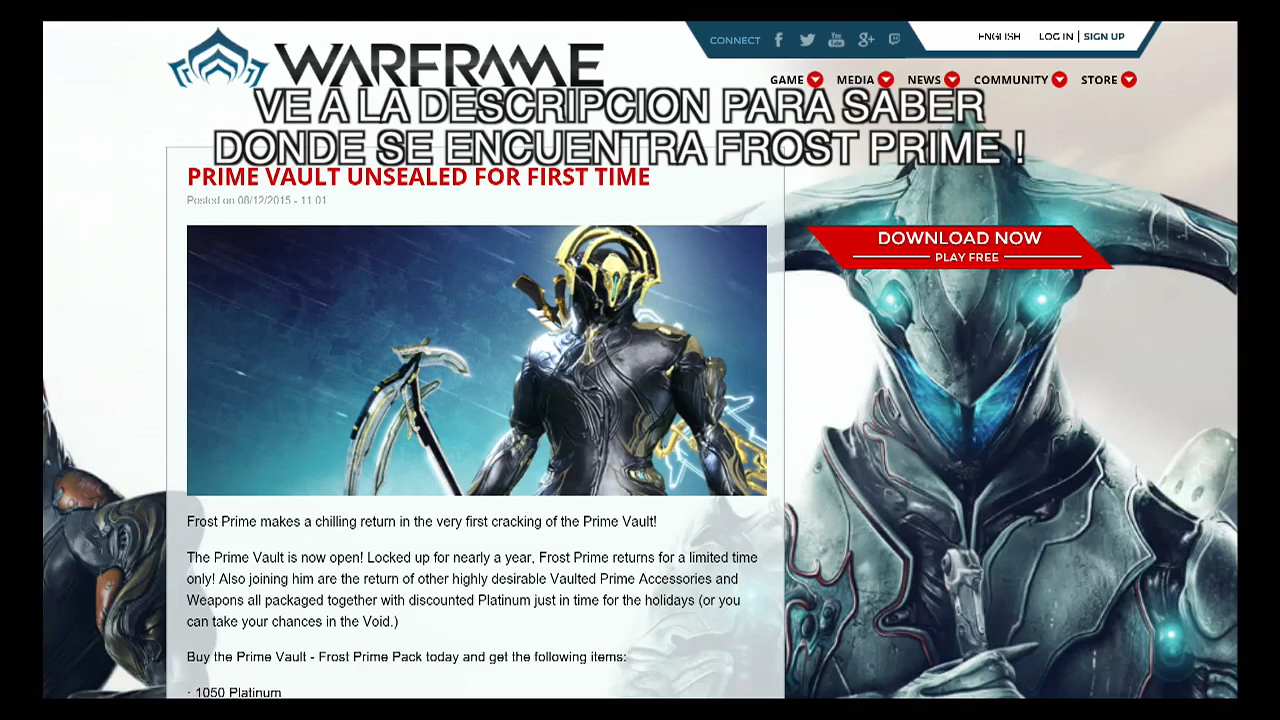 WARFRAME
CONNECT
ENGLISH LOG IN | SIGN UP
GAME MEDIA NEWS COMMUNITY STORE
VE A LA DESCRIPCION PARA SABER
DONDE SE ENCUENTRA FROST PRIME !
PRIME VAULT UNSEALED FOR FIRST TIME
Posted on 08/12/2015 - 11:01
DOWNLOAD NOW
PLAY FREE
Frost Prime makes a chilling return in the very first cracking of the Prime Vault!
The Prime Vault is now open! Locked up for nearly a year, Frost Prime returns for a limited time
only! Also joining him are the return of other highly desirable Vaulted Prime Accessories and
Weapons all packaged together with discounted Platinum just in time for the holidays (or you
can take your chances in the Void.)
Buy the Prime Vault - Frost Prime Pack today and get the following items:
· 1050 Platinum